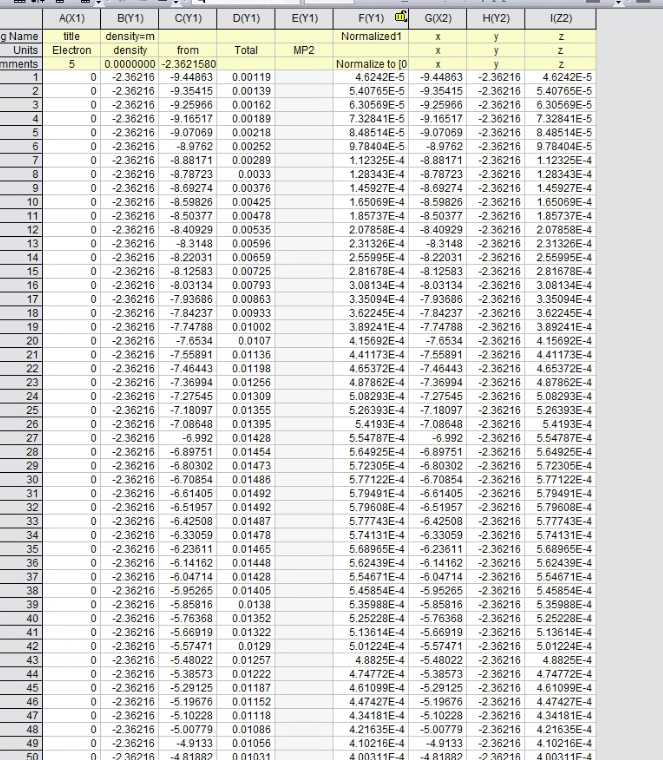 A(X1) B(Y1) C(Y1) D(Y1) E(Y1) F(Y1) G(X2) H(Y2) I(Z2)
g Name title density=m Normalized1 x y z
Units Electron density from Total MP2 x y z
mments 5 0.0000000 -2.3621580 Normalize to [0 x y z
1 0 -2.36216 -9.44863 0.00119 4.6242E-5 -9.44863 -2.36216 4.6242E-5
2 0 -2.36216 -9.35415 0.00139 5.40765E-5 -9.35415 -2.36216 5.40765E-5
3 0 -2.36216 -9.25966 0.00162 6.30569E-5 -9.25966 -2.36216 6.30569E-5
4 0 -2.36216 -9.16517 0.00189 7.32841E-5 -9.16517 -2.36216 7.32841E-5
5 0 -2.36216 -9.07069 0.00218 8.48514E-5 -9.07069 -2.36216 8.48514E-5
6 0 -2.36216 -8.9762 0.00252 9.78404E-5 -8.9762 -2.36216 9.78404E-5
7 0 -2.36216 -8.88171 0.00289 1.12325E-4 -8.88171 -2.36216 1.12325E-4
8 0 -2.36216 -8.78723 0.0033 1.28343E-4 -8.78723 -2.36216 1.28343E-4
9 0 -2.36216 -8.69274 0.00376 1.45927E-4 -8.69274 -2.36216 1.45927E-4
10 0 -2.36216 -8.59826 0.00425 1.65069E-4 -8.59826 -2.36216 1.65069E-4
11 0 -2.36216 -8.50377 0.00478 1.85737E-4 -8.50377 -2.36216 1.85737E-4
12 0 -2.36216 -8.40929 0.00535 2.07858E-4 -8.40929 -2.36216 2.07858E-4
13 0 -2.36216 -8.3148 0.00596 2.31326E-4 -8.3148 -2.36216 2.31326E-4
14 0 -2.36216 -8.22031 0.00659 2.55995E-4 -8.22031 -2.36216 2.55995E-4
15 0 -2.36216 -8.12583 0.00725 2.81678E-4 -8.12583 -2.36216 2.81678E-4
16 0 -2.36216 -8.03134 0.00793 3.08134E-4 -8.03134 -2.36216 3.08134E-4
17 0 -2.36216 -7.93686 0.00863 3.35094E-4 -7.93686 -2.36216 3.35094E-4
18 0 -2.36216 -7.84237 0.00933 3.62245E-4 -7.84237 -2.36216 3.62245E-4
19 0 -2.36216 -7.74788 0.01002 3.89241E-4 -7.74788 -2.36216 3.89241E-4
20 0 -2.36216 -7.6534 0.0107 4.15692E-4 -7.6534 -2.36216 4.15692E-4
21 0 -2.36216 -7.55891 0.01136 4.41173E-4 -7.55891 -2.36216 4.41173E-4
22 0 -2.36216 -7.46443 0.01198 4.65372E-4 -7.46443 -2.36216 4.65372E-4
23 0 -2.36216 -7.36994 0.01256 4.87862E-4 -7.36994 -2.36216 4.87862E-4
24 0 -2.36216 -7.27545 0.01309 5.08293E-4 -7.27545 -2.36216 5.08293E-4
25 0 -2.36216 -7.18097 0.01355 5.26393E-4 -7.18097 -2.36216 5.26393E-4
26 0 -2.36216 -7.08648 0.01395 5.4193E-4 -7.08648 -2.36216 5.4193E-4
27 0 -2.36216 -6.992 0.01428 5.54787E-4 -6.992 -2.36216 5.54787E-4
28 0 -2.36216 -6.89751 0.01454 5.64925E-4 -6.89751 -2.36216 5.64925E-4
29 0 -2.36216 -6.80302 0.01473 5.72305E-4 -6.80302 -2.36216 5.72305E-4
30 0 -2.36216 -6.70854 0.01486 5.77122E-4 -6.70854 -2.36216 5.77122E-4
31 0 -2.36216 -6.61405 0.01492 5.79491E-4 -6.61405 -2.36216 5.79491E-4
32 0 -2.36216 -6.51957 0.01492 5.79608E-4 -6.51957 -2.36216 5.79608E-4
33 0 -2.36216 -6.42508 0.01487 5.77743E-4 -6.42508 -2.36216 5.77743E-4
34 0 -2.36216 -6.33059 0.01478 5.74131E-4 -6.33059 -2.36216 5.74131E-4
35 0 -2.36216 -6.23611 0.01465 5.68965E-4 -6.23611 -2.36216 5.68965E-4
36 0 -2.36216 -6.14162 0.01448 5.62439E-4 -6.14162 -2.36216 5.62439E-4
37 0 -2.36216 -6.04714 0.01428 5.54671E-4 -6.04714 -2.36216 5.54671E-4
38 0 -2.36216 -5.95265 0.01405 5.45854E-4 -5.95265 -2.36216 5.45854E-4
39 0 -2.36216 -5.85816 0.0138 5.35988E-4 -5.85816 -2.36216 5.35988E-4
40 0 -2.36216 -5.76368 0.01352 5.25228E-4 -5.76368 -2.36216 5.25228E-4
41 0 -2.36216 -5.66919 0.01322 5.13614E-4 -5.66919 -2.36216 5.13614E-4
42 0 -2.36216 -5.57471 0.0129 5.01224E-4 -5.57471 -2.36216 5.01224E-4
43 0 -2.36216 -5.48022 0.01257 4.8825E-4 -5.48022 -2.36216 4.8825E-4
44 0 -2.36216 -5.38573 0.01222 4.74772E-4 -5.38573 -2.36216 4.74772E-4
45 0 -2.36216 -5.29125 0.01187 4.61099E-4 -5.29125 -2.36216 4.61099E-4
46 0 -2.36216 -5.19676 0.01152 4.47427E-4 -5.19676 -2.36216 4.47427E-4
47 0 -2.36216 -5.10228 0.01118 4.34181E-4 -5.10228 -2.36216 4.34181E-4
48 0 -2.36216 -5.00779 0.01086 4.21635E-4 -5.00779 -2.36216 4.21635E-4
49 0 -2.36216 -4.9133 0.01056 4.10216E-4 -4.9133 -2.36216 4.10216E-4
50 0 -2.36216 -4.81882 0.01031 4.00311E-4 -4.81882 -2.36216 4.00311E-4